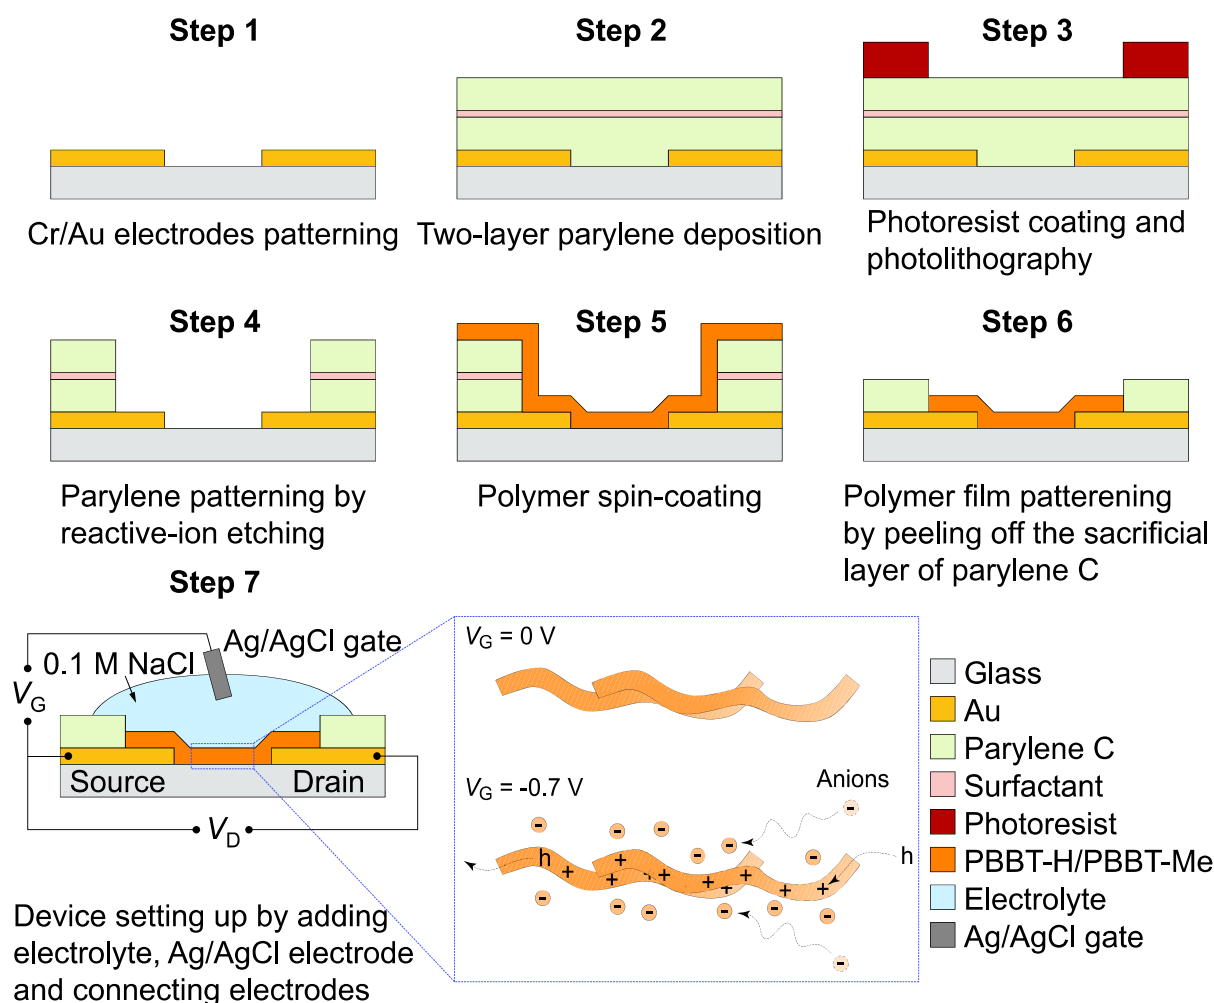 Step 1
Step 2
Step 3
Cr/Au electrodes patterning
Two-layer parylene deposition
Photoresist coating and
photolithography
Step 4
Step 5
Step 6
Parylene patterning by
reactive-ion etching
Polymer spin-coating
Polymer film patterening
by peeling off the sacrificial
layer of parylene C
Step 7
Ag/AgCl gate
0.1 M NaCl
VG
Source
Drain
VD
Device setting up by adding
electrolyte, Ag/AgCl electrode
and connecting electrodes
VG = 0 V
VG = -0.7 V
Anions
-
-
-
-
-
-
-
h
h
+
+
+
+
+
+
+
+
+
-
-
-
-
-
-
-
Glass
Au
Parylene C
Surfactant
Photoresist
PBBT-H/PBBT-Me
Electrolyte
Ag/AgCl gate